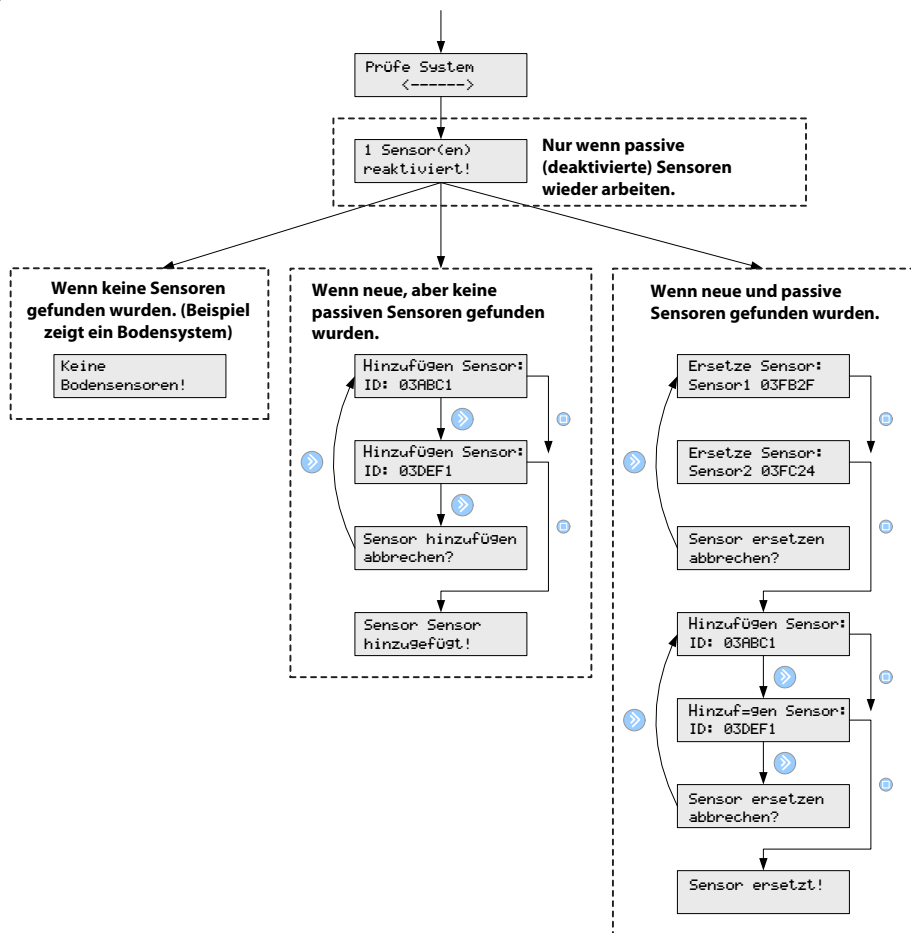 Prüfe System
<------>
1 Sensor(en)
reaktiviert!
Nur wenn passive
(deaktivierte) Sensoren
wieder arbeiten.
Wenn keine Sensoren
gefunden wurden. (Beispiel
zeigt ein Bodensystem)
Keine
Bodensensoren!
Wenn neue, aber keine
passiven Sensoren gefunden
wurden.
Hinzufügen Sensor:
ID: 03ABC1
Hinzufügen Sensor:
ID: 03DEF1
Sensor hinzufügen
abbrechen?
Sensor Sensor
hinzugefügt!
Wenn neue und passive
Sensoren gefunden wurden.
Ersetze Sensor:
Sensor1 03FB2F
Ersetze Sensor:
Sensor2 03FC24
Sensor ersetzen
abbrechen?
Hinzufügen Sensor:
ID: 03ABC1
Hinzuf=gen Sensor:
ID: 03DEF1
Sensor ersetzen
abbrechen?
Sensor ersetzt!